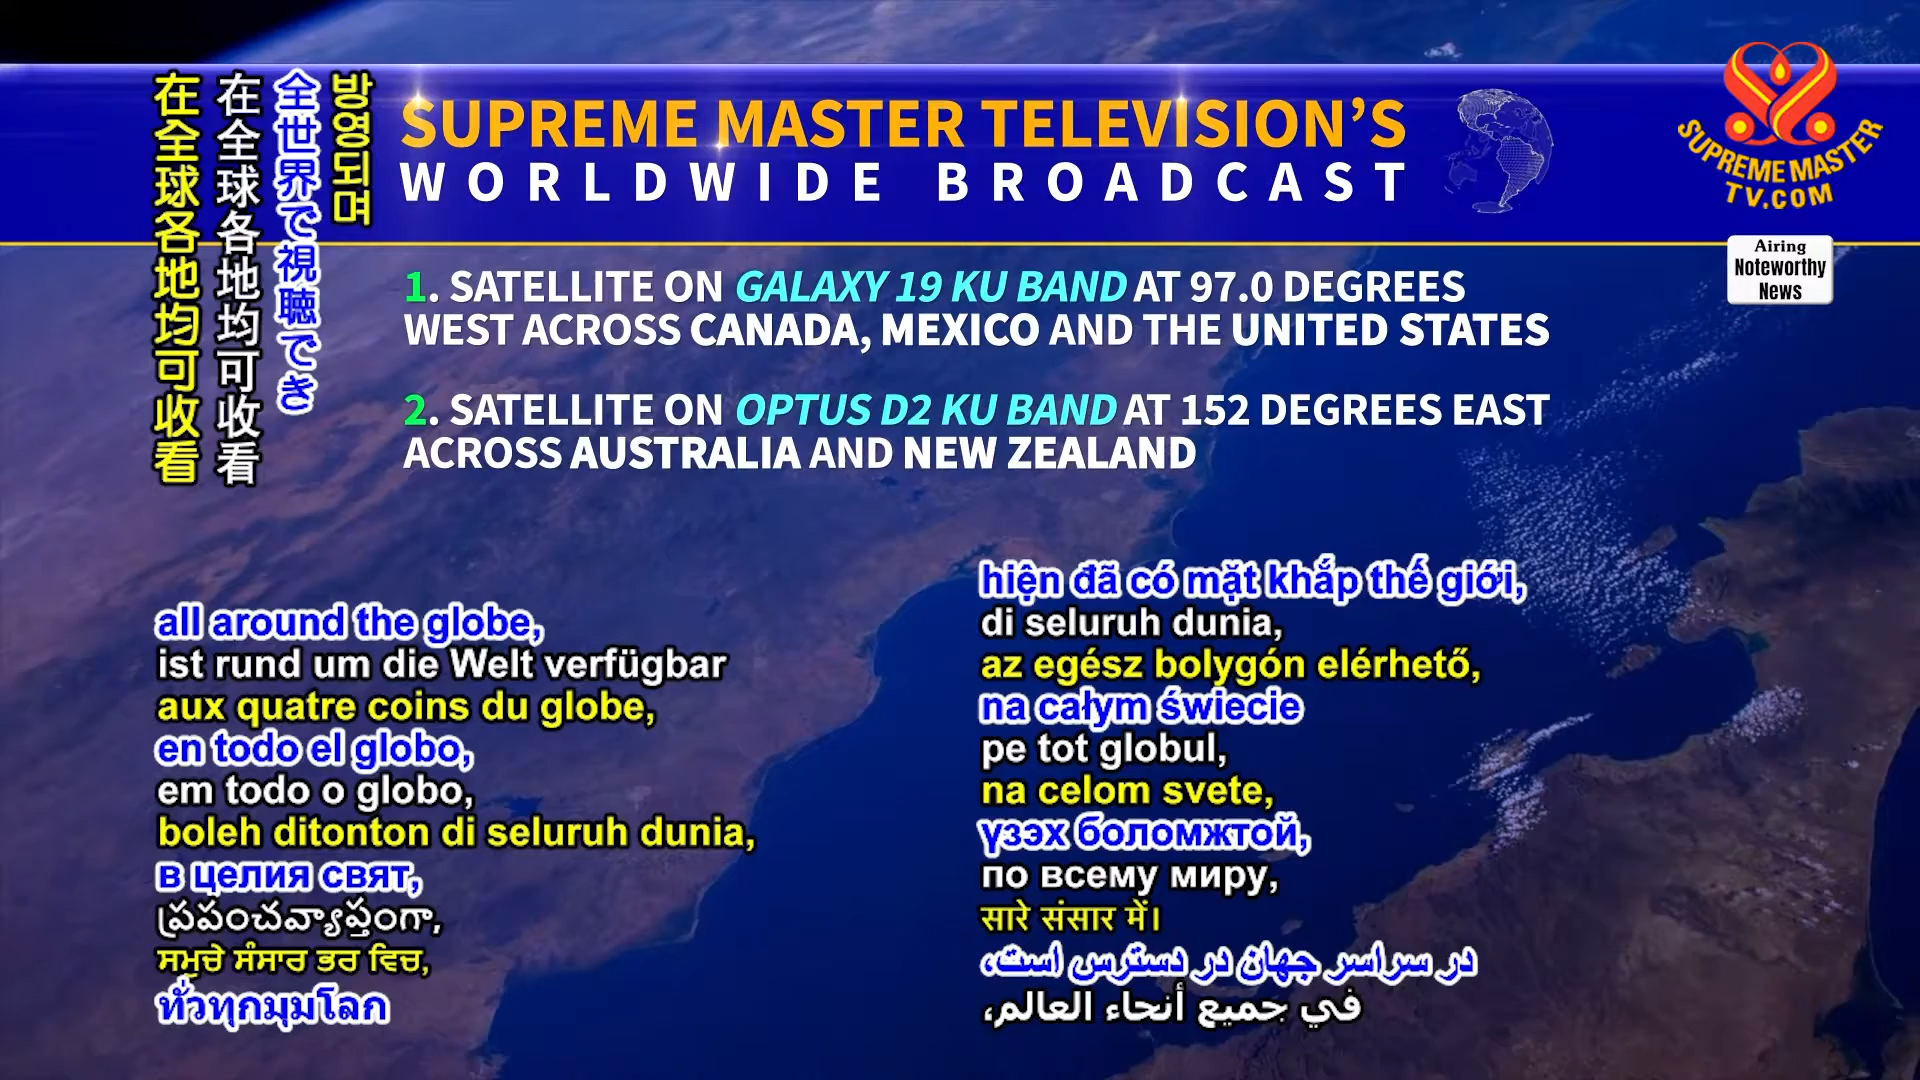 在全球各地均可收看
在全球各地均可收看
全世界で視聴でき
방영되며
SUPREME MASTER TELEVISION’S
WORLDWIDE BROADCAST
SUPREME MASTER
TV.COM
Airing
Noteworthy
News
1. SATELLITE ON GALAXY 19 KU BAND AT 97.0 DEGREES
WEST ACROSS CANADA, MEXICO AND THE UNITED STATES
2. SATELLITE ON OPTUS D2 KU BAND AT 152 DEGREES EAST
ACROSS AUSTRALIA AND NEW ZEALAND
all around the globe,
ist rund um die Welt verfügbar
aux quatre coins du globe,
en todo el globo,
em todo o globo,
boleh ditonton di seluruh dunia,
в целия свят,
ప్రపంచవ్యాప్తంగా,
ਸਮੁਚੇ ਸੰਸਾਰ ਭਰ ਵਿਚ,
ทั่วทุกมุมโลก
hiện đã có mặt khắp thế giới,
di seluruh dunia,
az egész bolygón elérhető,
na całym świecie
pe tot globul,
na celom svete,
үзэх боломжтой,
по всему миру,
सारे संसार में।
در سراسر جهان در دسترس است،
في جميع أنحاء العالم،